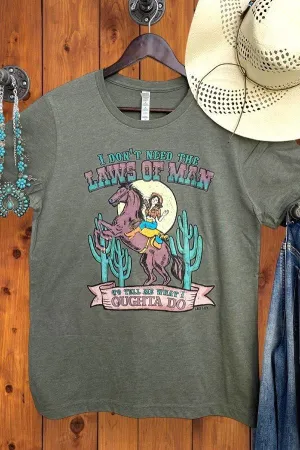 I DON'T NEED THE
LAWS OF MAN
TO TELL ME WHAT I
OUGHTA DO